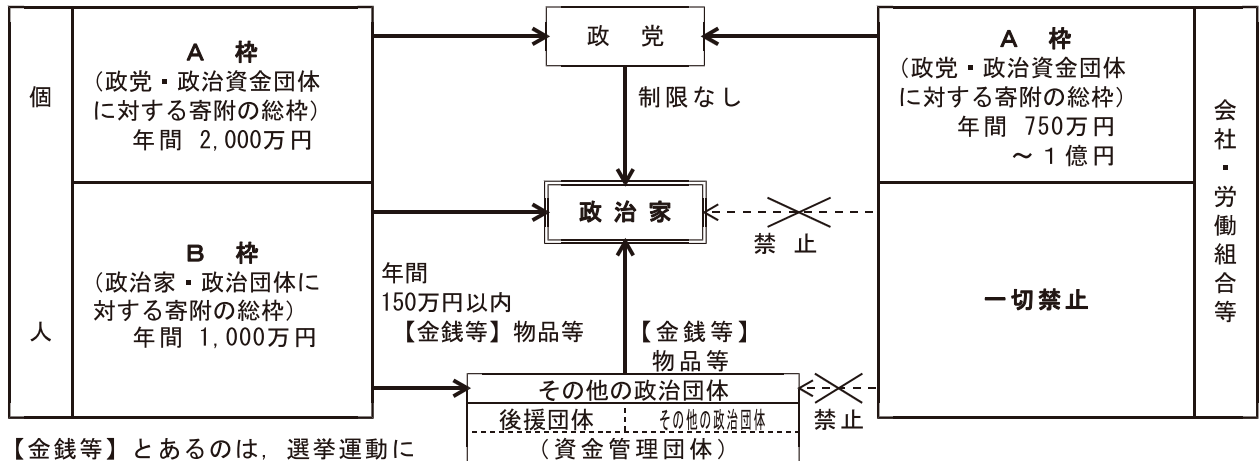 個人
A 枠
(政党・政治資金団体
に対する寄附の総枠)
年間 2,000万円
B 枠
(政治家・政治団体に
対する寄附の総枠)
年間 1,000万円
政 党
制限なし
政治家
禁 止
年間
150万円以内
【金銭等】物品等
【金銭等】
物品等
その他の政治団体
後援団体
その他の政治団体
(資金管理団体)
禁止
A 枠
(政党・政治資金団体
に対する寄附の総枠)
年間 750万円
～1億円
一切禁止
会社・労働組合等
【金銭等】とあるのは,選挙運動に